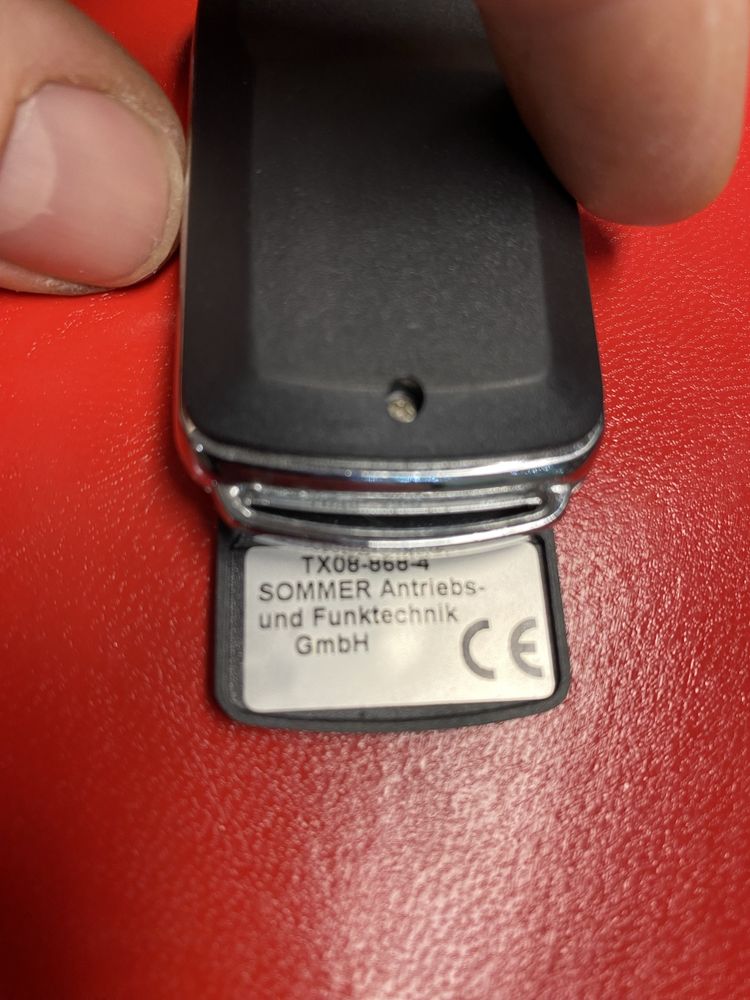 TX08-868-4
SOMMER Antriebs-
und Funktechnik
GmbH
CE